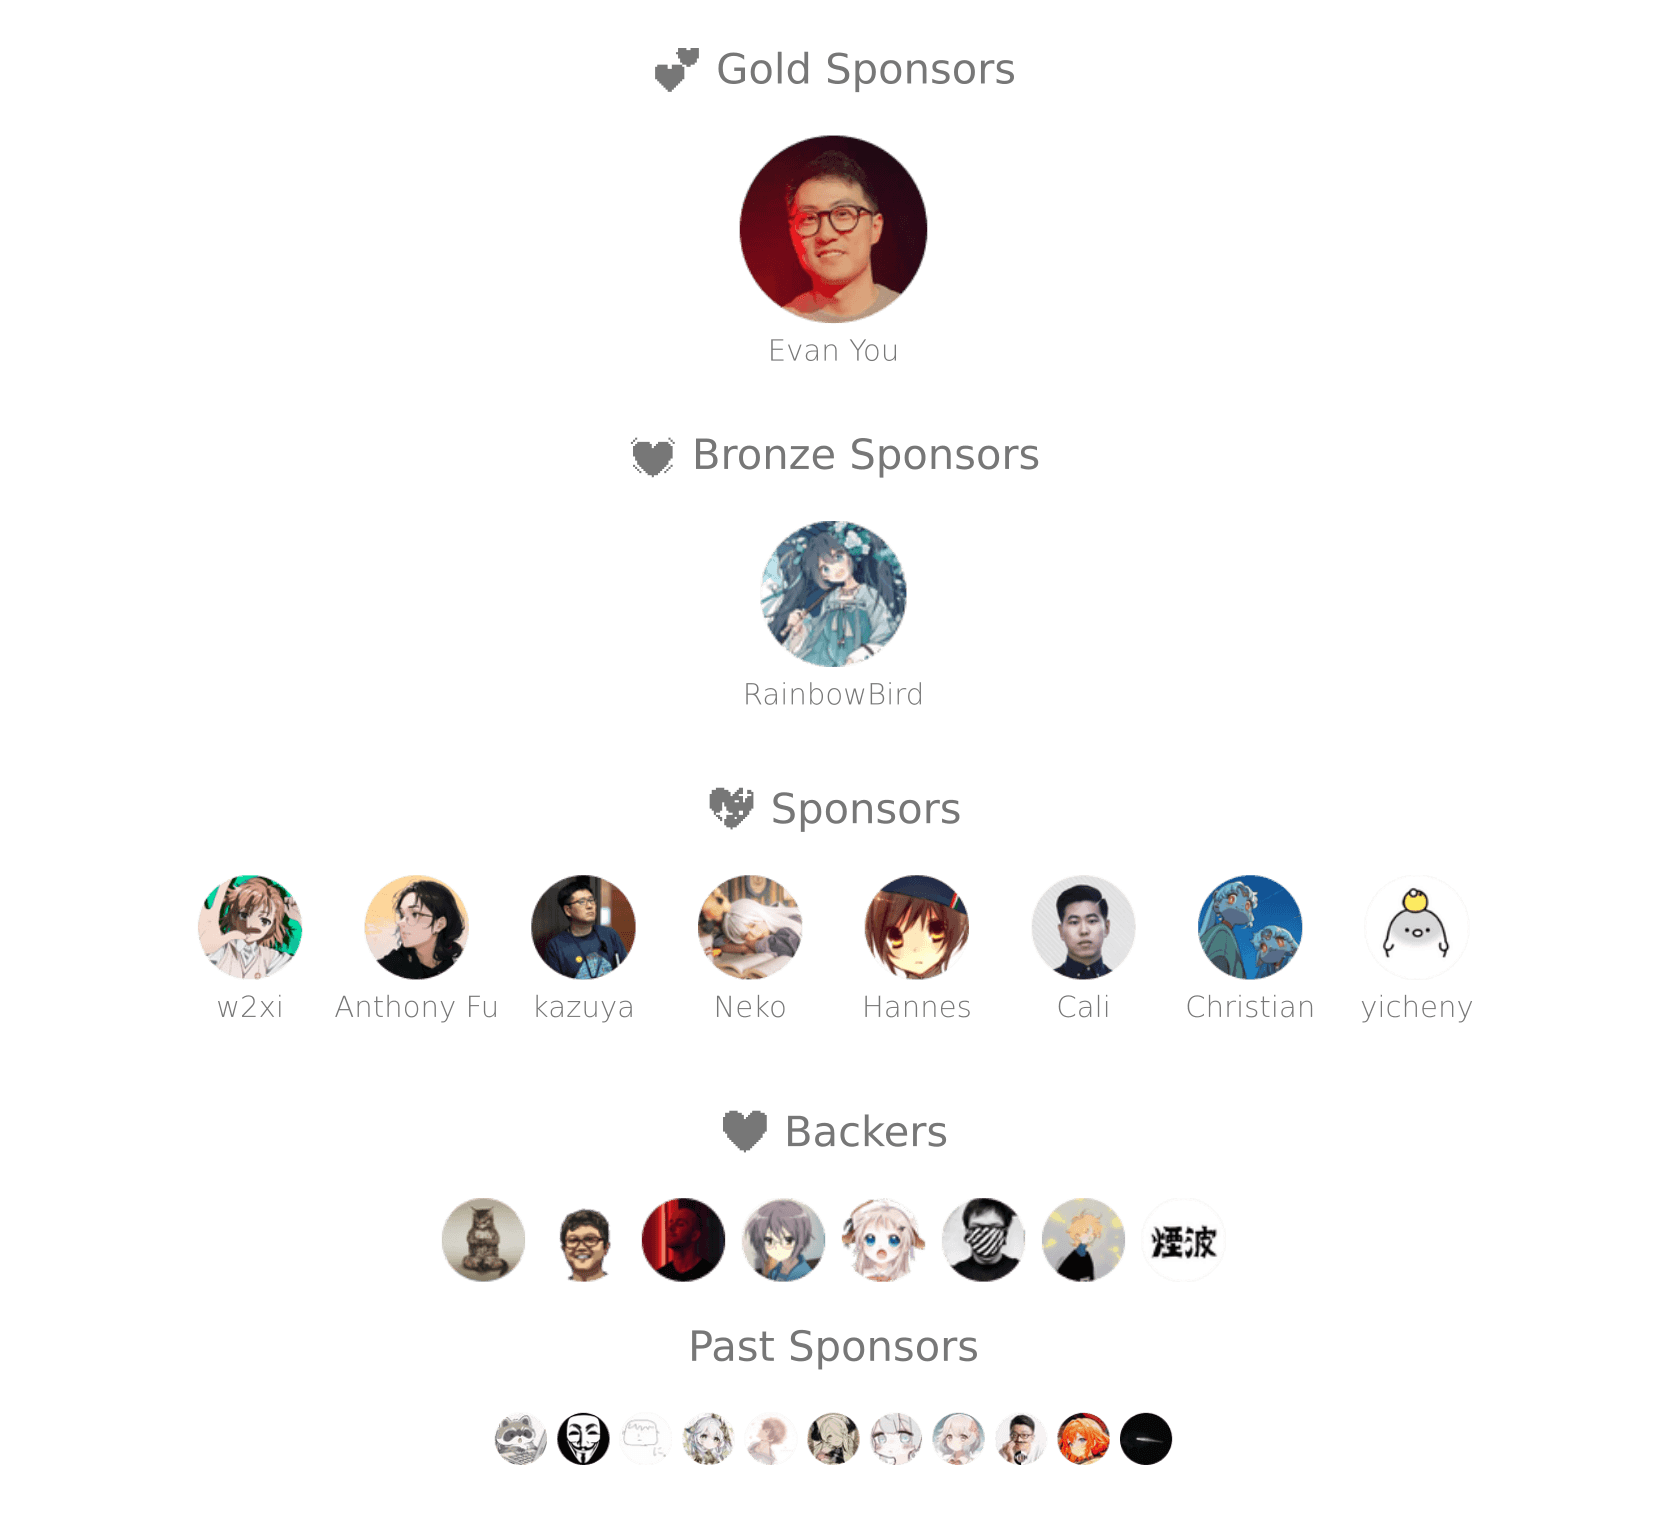 Gold Sponsors
Evan You
Bronze Sponsors
RainbowBird
Sponsors
w2xi Anthony Fu kazuya Neko Hannes Cali Christian yicheny
Backers
煙波
Past Sponsors